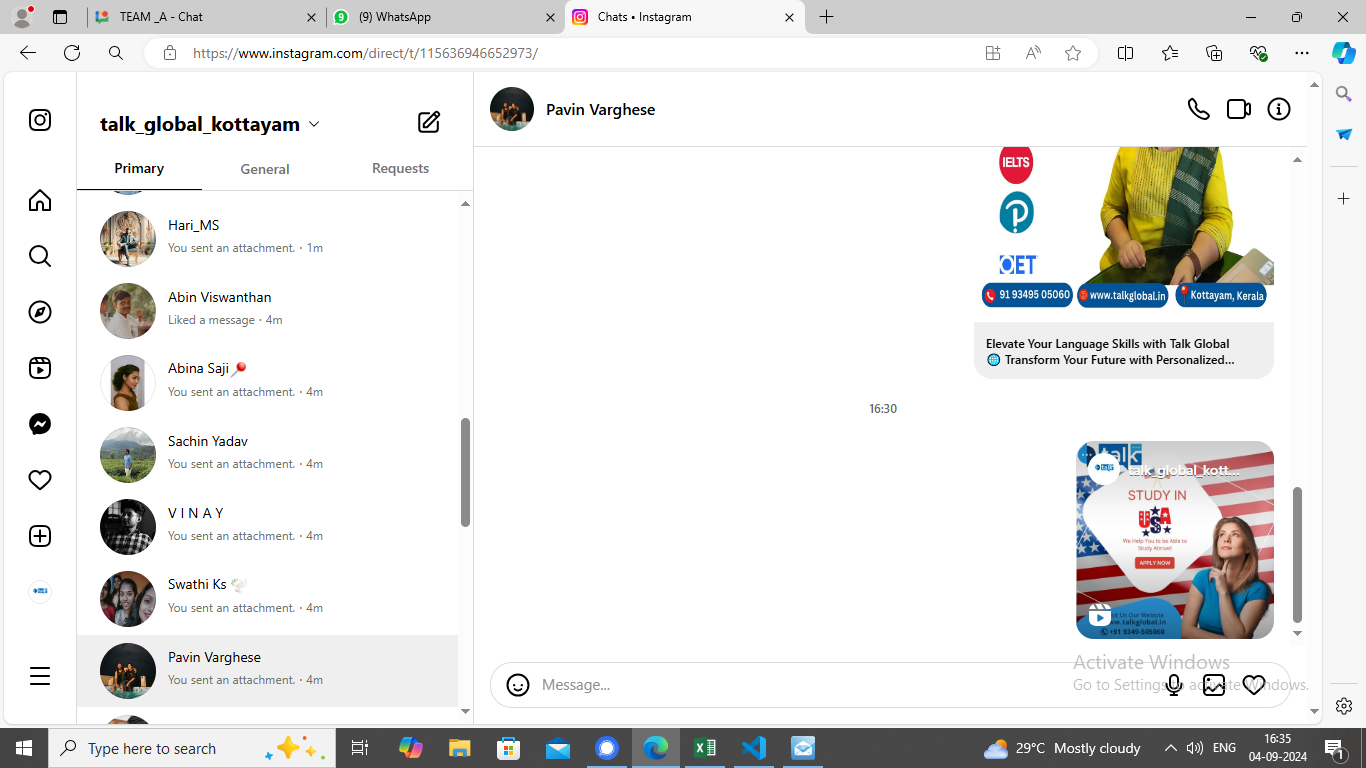 TEAM _A - Chat
(9) WhatsApp
Chats • Instagram
https://www.instagram.com/direct/t/115636946652973/
talk_global_kottayam
Primary
General
Requests
Hari_MS
You sent an attachment. · 1m
Abin Viswanthan
Liked a message · 4m
Abina Saji📍
You sent an attachment. · 4m
Sachin Yadav
You sent an attachment. · 4m
V I N A Y
You sent an attachment. · 4m
Swathi Ks 🕊️
You sent an attachment. · 4m
Pavin Varghese
You sent an attachment. · 4m
Pavin Varghese
IELTS
OET
91 93495 05060
www.talkglobal.in
Kottayam, Kerala
Elevate Your Language Skills with Talk Global
🌐 Transform Your Future with Personalized...
16:30
talk
talk_global_kott...
STUDY IN
USA
We Help You to be Able to
Study Abroad
APPLY NOW
Us Our Website
www.talkglobal.in
+91 9349-505060
Message...
Activate Windows
Go to Settings to activate Windows.
Type here to search
29°C Mostly cloudy
ENG
16:35
04-09-2024
1